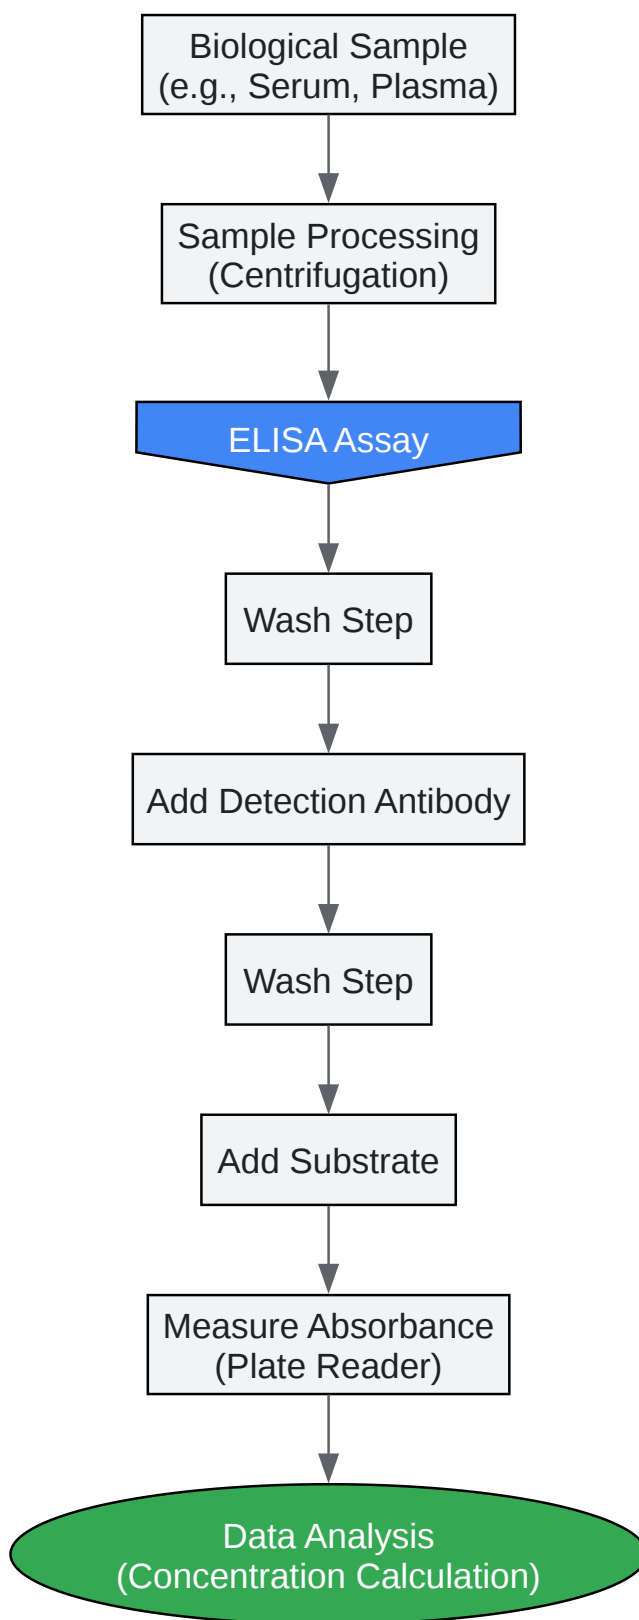 Biological Sample
(e.g., Serum, Plasma)
Sample Processing
(Centrifugation)
ELISA Assay
Wash Step
Add Detection Antibody
Wash Step
Add Substrate
Measure Absorbance
(Plate Reader)
Data Analysis
(Concentration Calculation)